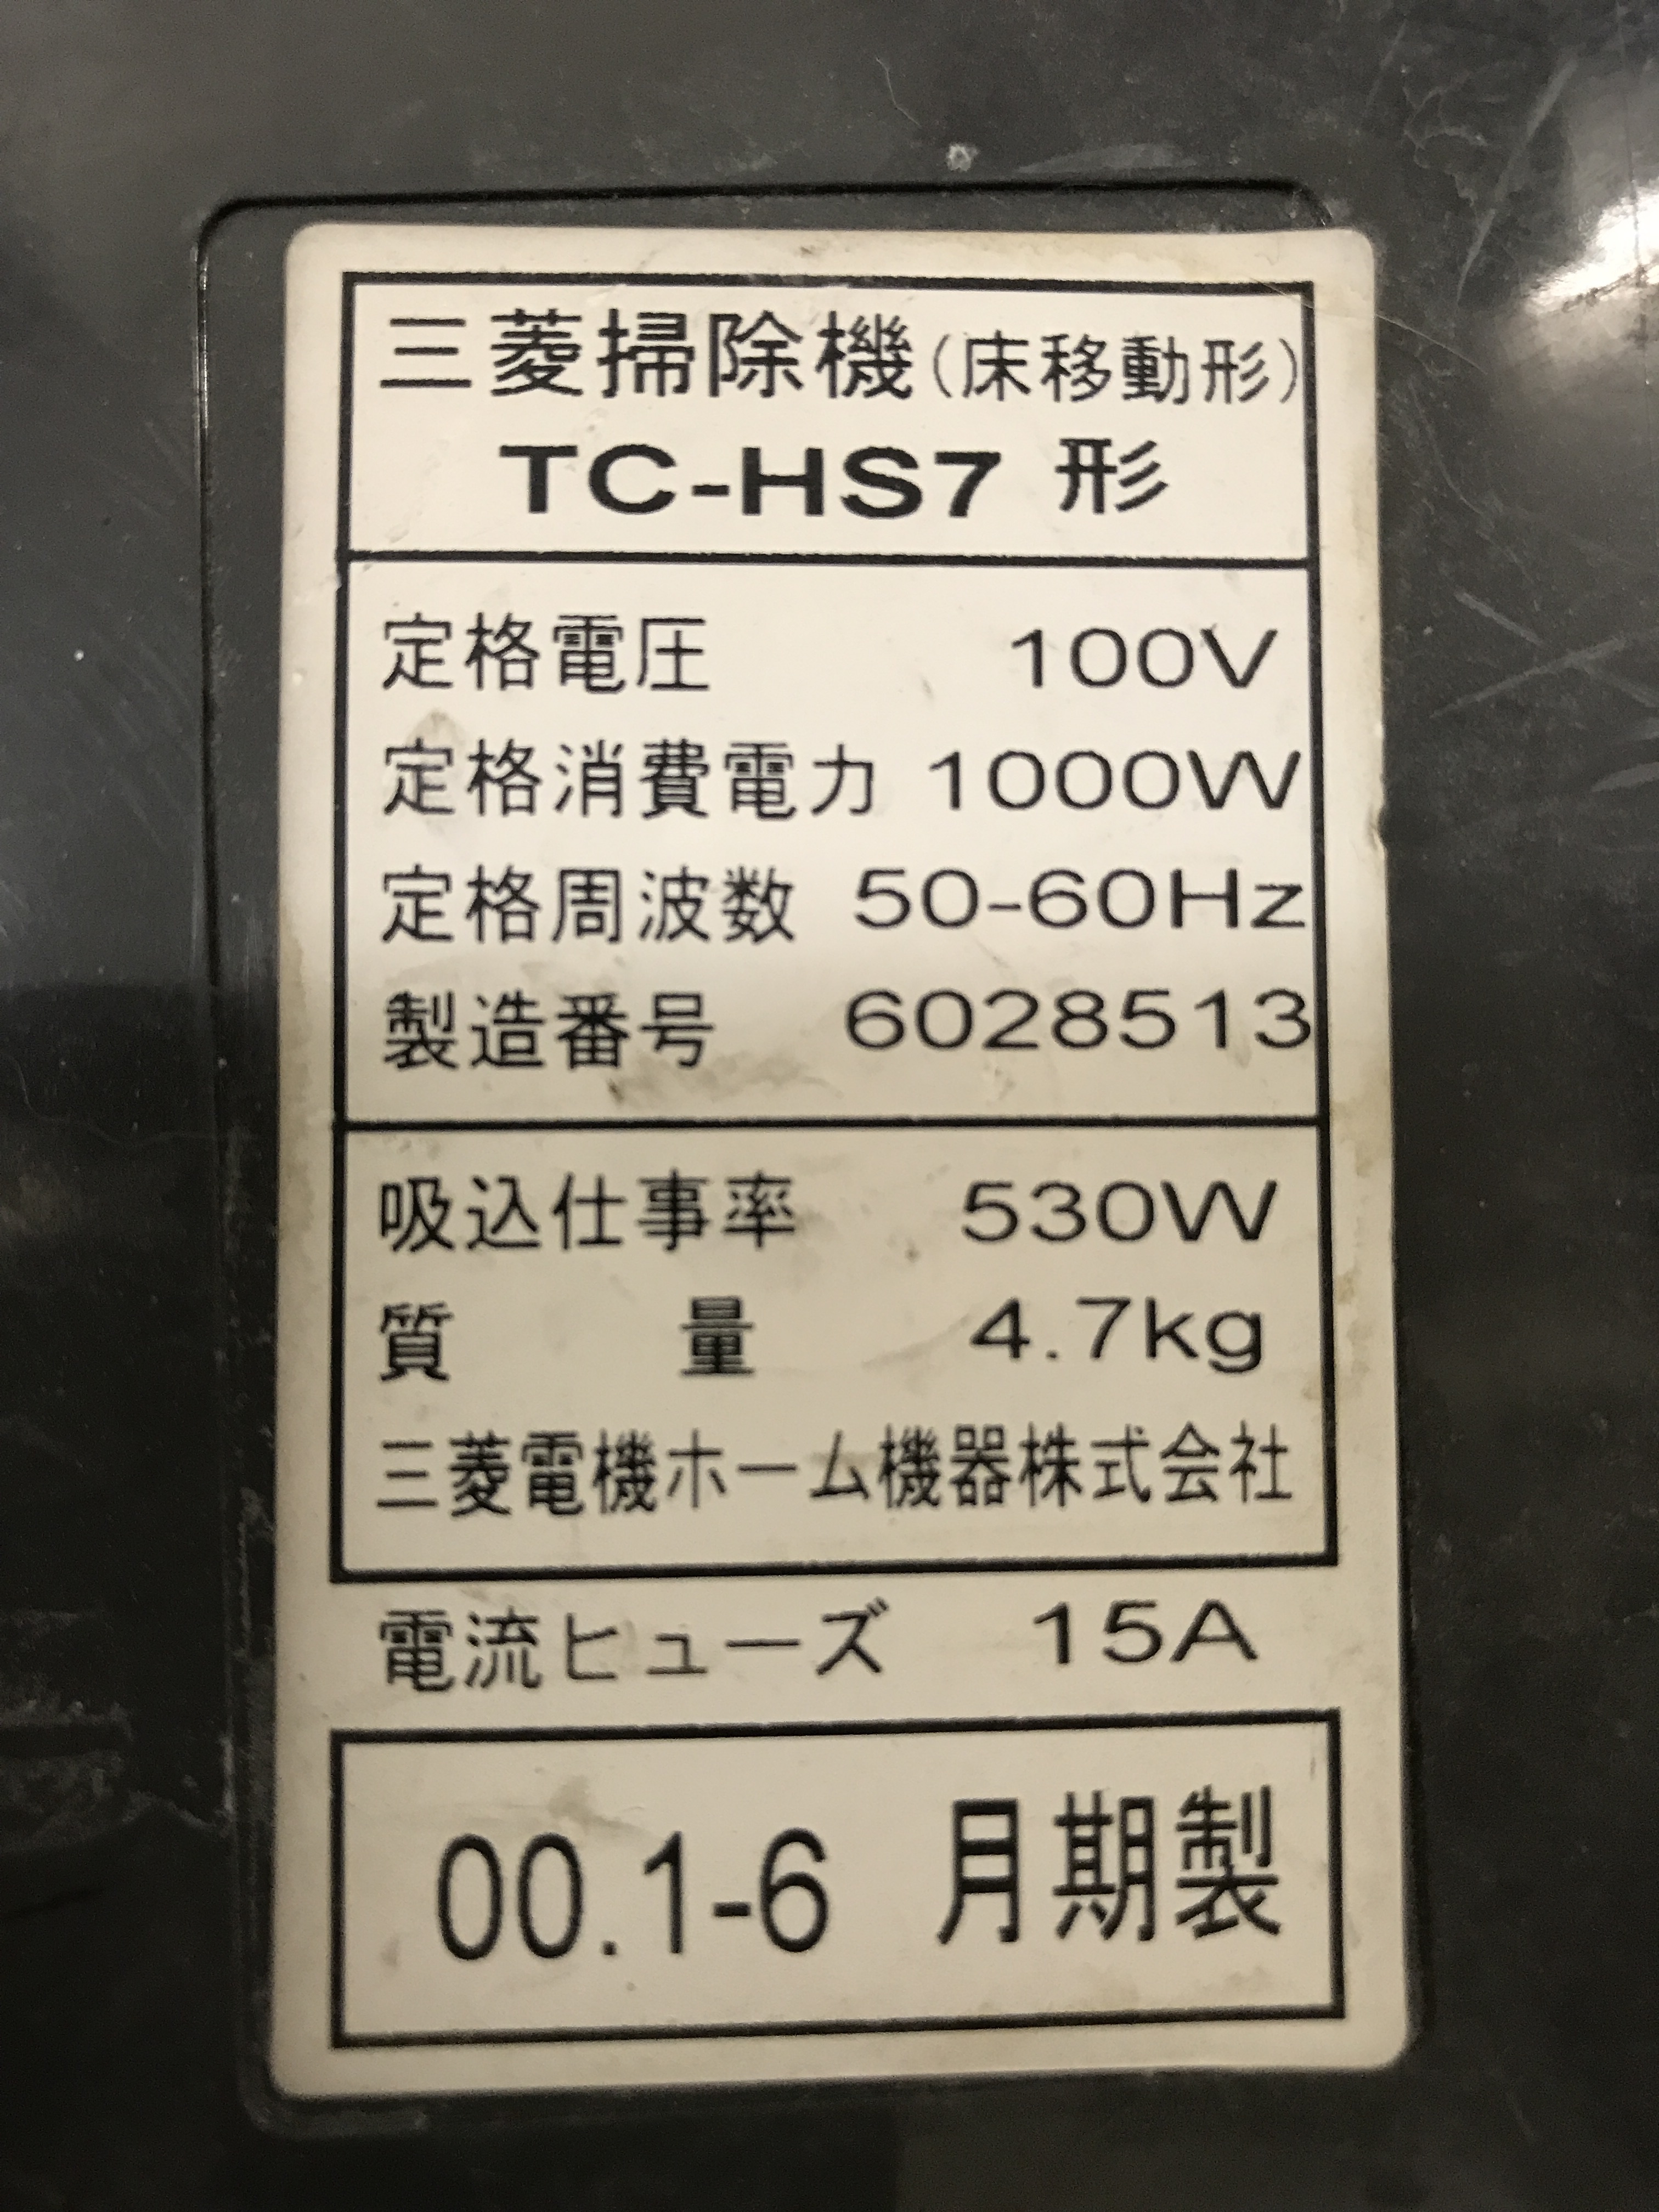 三菱掃除機(床移動形)
TC-HS7 形
定格電圧 100V
定格消費電力 1000W
定格周波数 50-60Hz
製造番号 6028513
吸込仕事率 530W
質量 4.7kg
三菱電機ホーム機器株式会社
電流ヒューズ 15A
00.1-6 月期製